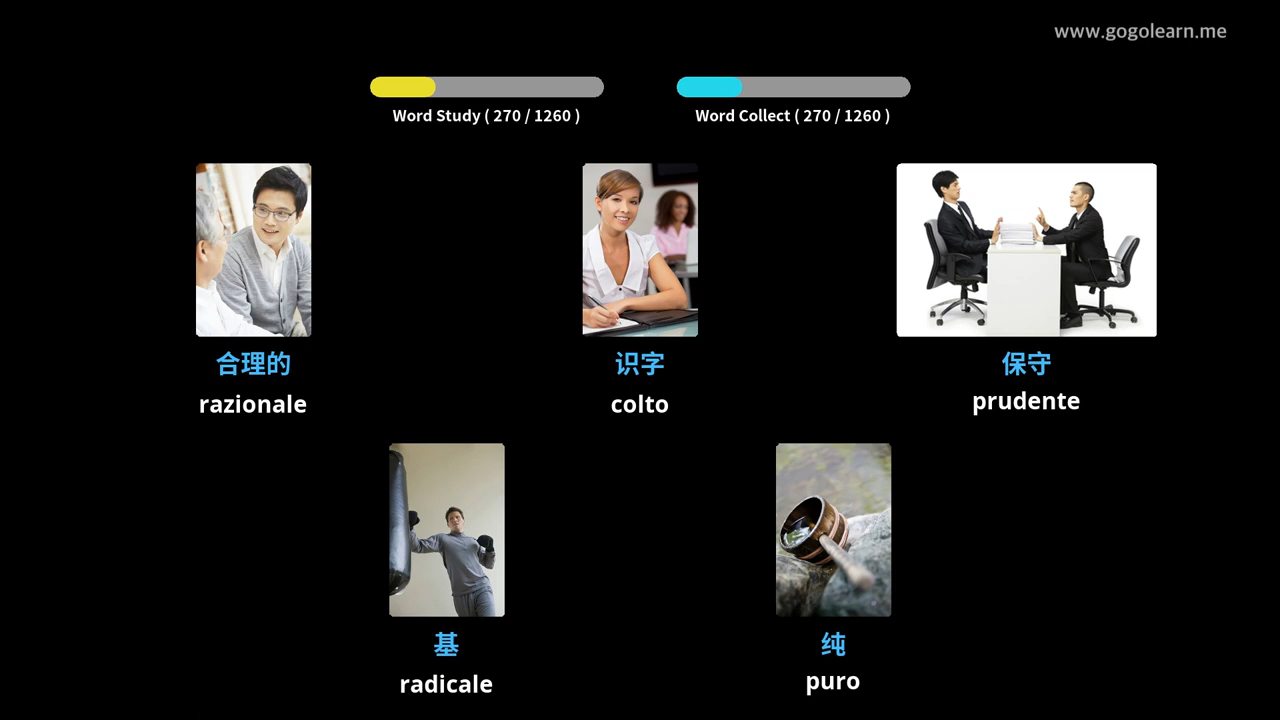 www.gogolearn.me
Word Study ( 270 / 1260 )
Word Collect ( 270 / 1260 )
合理的
razionale
识字
colto
保守
prudente
基
radicale
纯
puro